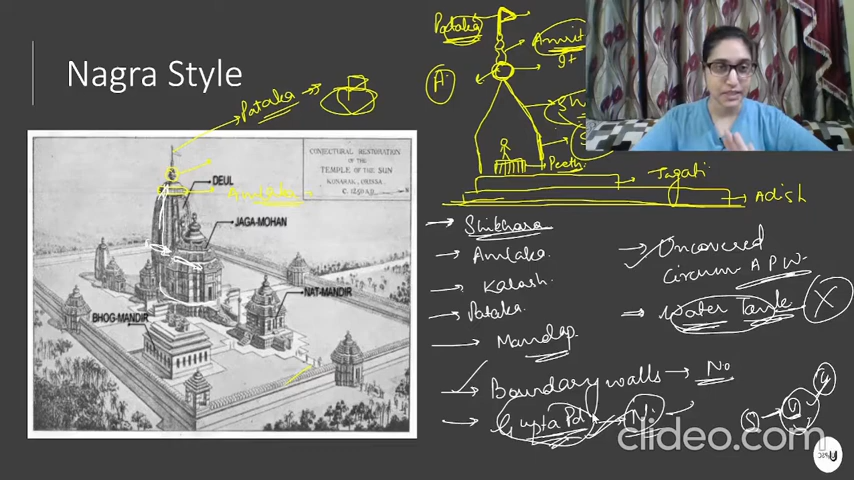 Nagra Style
Pataka
CONJECTURAL RESTORATION
OF THE
TEMPLE OF THE SUN
KONARAK, ORISSA
DEUL
JAGA-MOHAN
NAT-MANDIR
BHOG-MANDIR
Pataka
Amrit
A
Peeth
Jagati
Adish
Shikhara
Amlaka
Kalash
Pataka
Mandap
Boundary walls → No
Gupta Pd
Uncovered
Circum A P W
Water Tank X
clideo.com